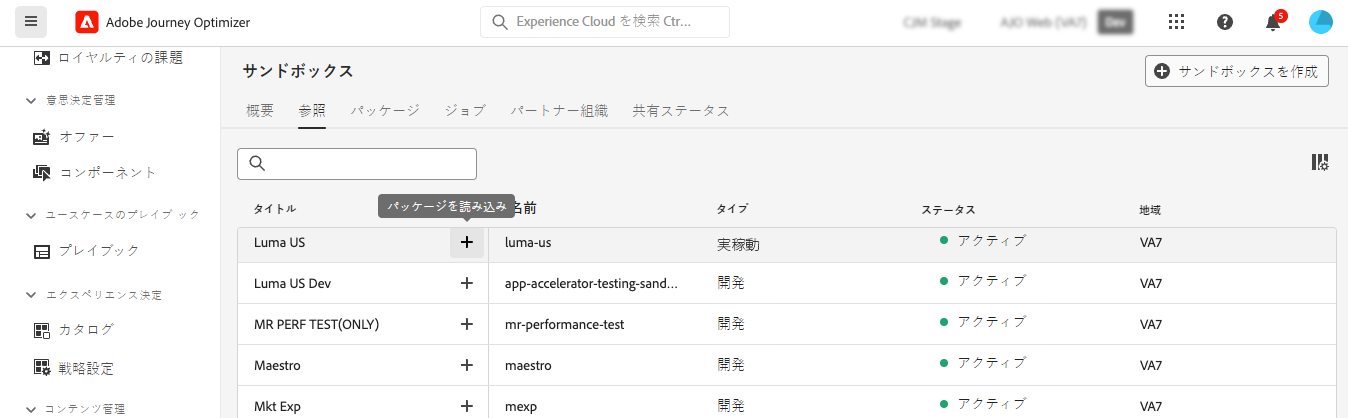 Adobe Journey Optimizer
Experience Cloud を検索 Ctr...
CJM Stage
AJO Web (VA7)
Dev
5
ロイヤルティの課題
意思決定管理
オファー
コンポーネント
ユースケースのプレイブ ック
プレイブック
エクスペリエンス決定
カタログ
戦略設定
コンテンツ管理
サンドボックス
サンドボックスを作成
概要 参照 パッケージ ジョブ パートナー組織 共有ステータス
パッケージを読み込み
タイトル 名前 タイプ ステータス 地域
Luma US luma-us 実稼動 アクティブ VA7
Luma US Dev app-accelerator-testing-sand... 開発 アクティブ VA7
MR PERF TEST(ONLY) mr-performance-test 開発 アクティブ VA7
Maestro maestro 開発 アクティブ VA7
Mkt Exp mexp 開発 アクティブ VA7